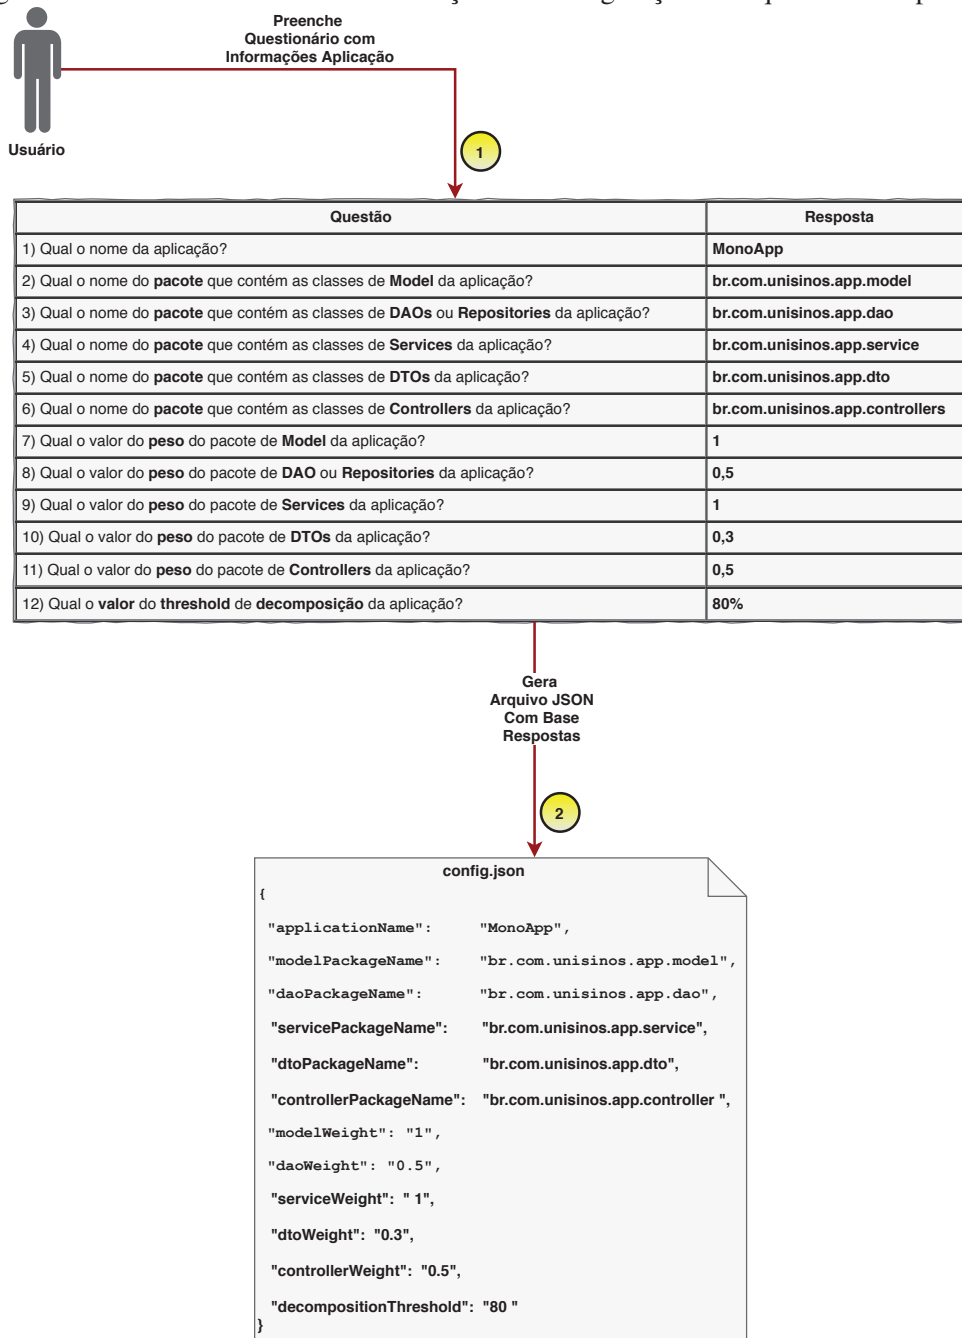 Preenche
Questionário com
Informações Aplicação
Usuário
1
Questão Resposta
1) Qual o nome da aplicação? MonoApp
2) Qual o nome do pacote que contém as classes de Model da aplicação? br.com.unisinos.app.model
3) Qual o nome do pacote que contém as classes de DAOs ou Repositories da aplicação? br.com.unisinos.app.dao
4) Qual o nome do pacote que contém as classes de Services da aplicação? br.com.unisinos.app.service
5) Qual o nome do pacote que contém as classes de DTOs da aplicação? br.com.unisinos.app.dto
6) Qual o nome do pacote que contém as classes de Controllers da aplicação? br.com.unisinos.app.controllers
7) Qual o valor do peso do pacote de Model da aplicação? 1
8) Qual o valor do peso do pacote de DAO ou Repositories da aplicação? 0,5
9) Qual o valor do peso do pacote de Services da aplicação? 1
10) Qual o valor do peso do pacote de DTOs da aplicação? 0,3
11) Qual o valor do peso do pacote de Controllers da aplicação? 0,5
12) Qual o valor do threshold de decomposição da aplicação? 80%
Gera
Arquivo JSON
Com Base
Respostas
2
config.json
{
"applicationName": "MonoApp",
"modelPackageName": "br.com.unisinos.app.model",
"daoPackageName": "br.com.unisinos.app.dao",
"servicePackageName": "br.com.unisinos.app.service",
"dtoPackageName": "br.com.unisinos.app.dto",
"controllerPackageName": "br.com.unisinos.app.controller ",
"modelWeight": "1",
"daoWeight": "0.5",
"serviceWeight": " 1",
"dtoWeight": "0.3",
"controllerWeight": "0.5",
"decompositionThreshold": "80 "
}